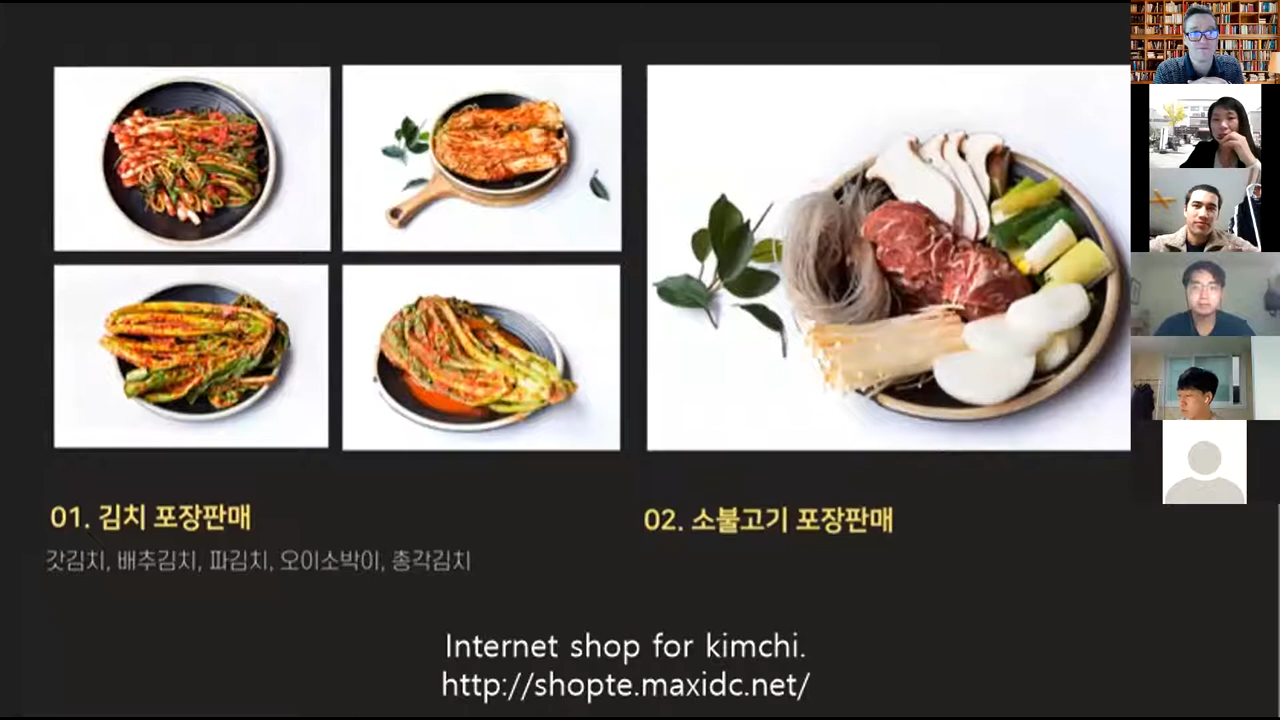 01. 김치 포장판매
갓김치, 배추김치, 파김치, 오이소박이, 총각김치
02. 소불고기 포장판매
Internet shop for kimchi.
http://shopte.maxidc.net/